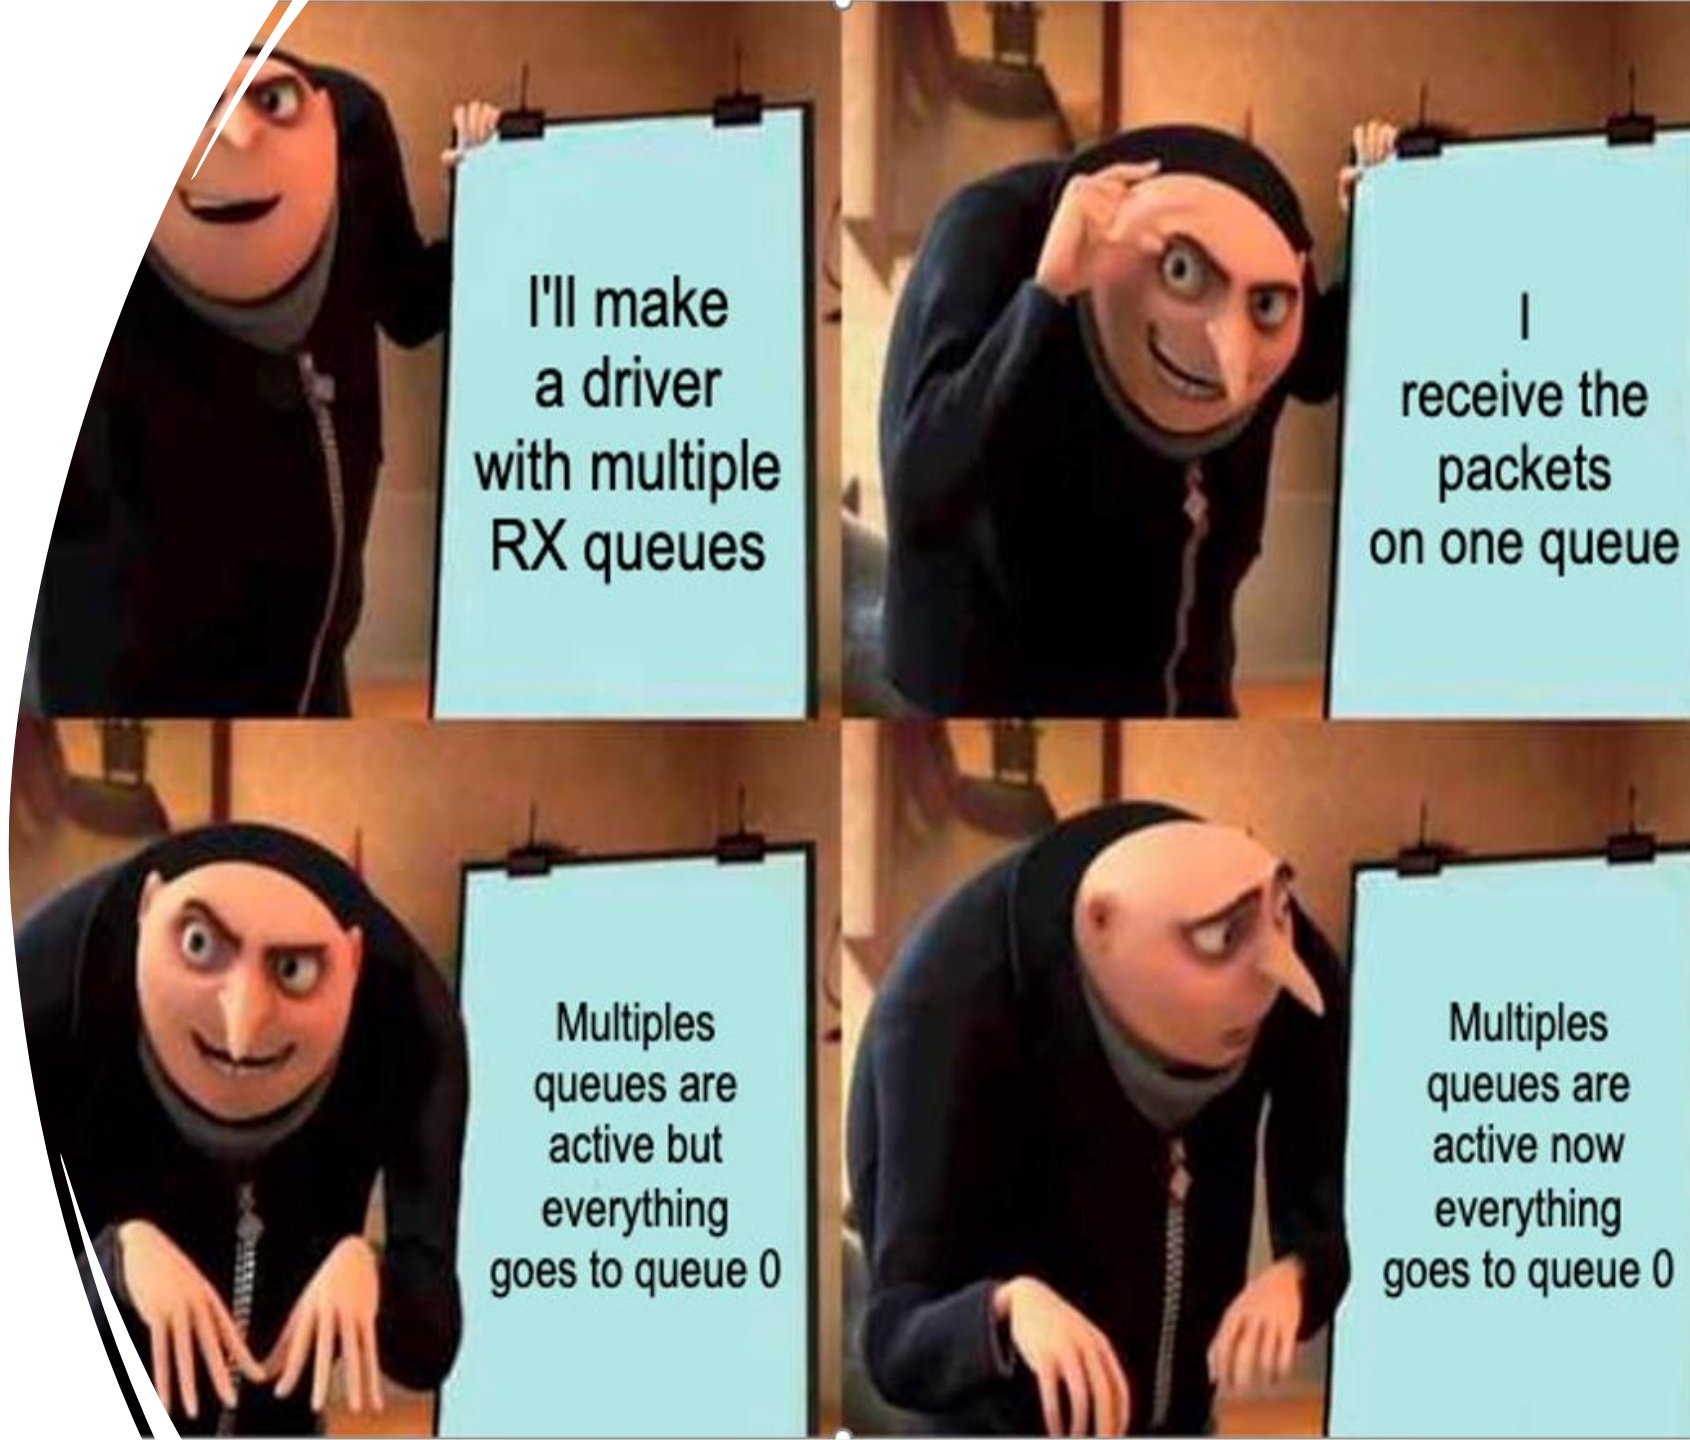 I'll make
a driver
with multiple
RX queues
I
receive the
packets
on one queue
Multiples
queues are
active but
everything
goes to queue 0
Multiples
queues are
active now
everything
goes to queue 0